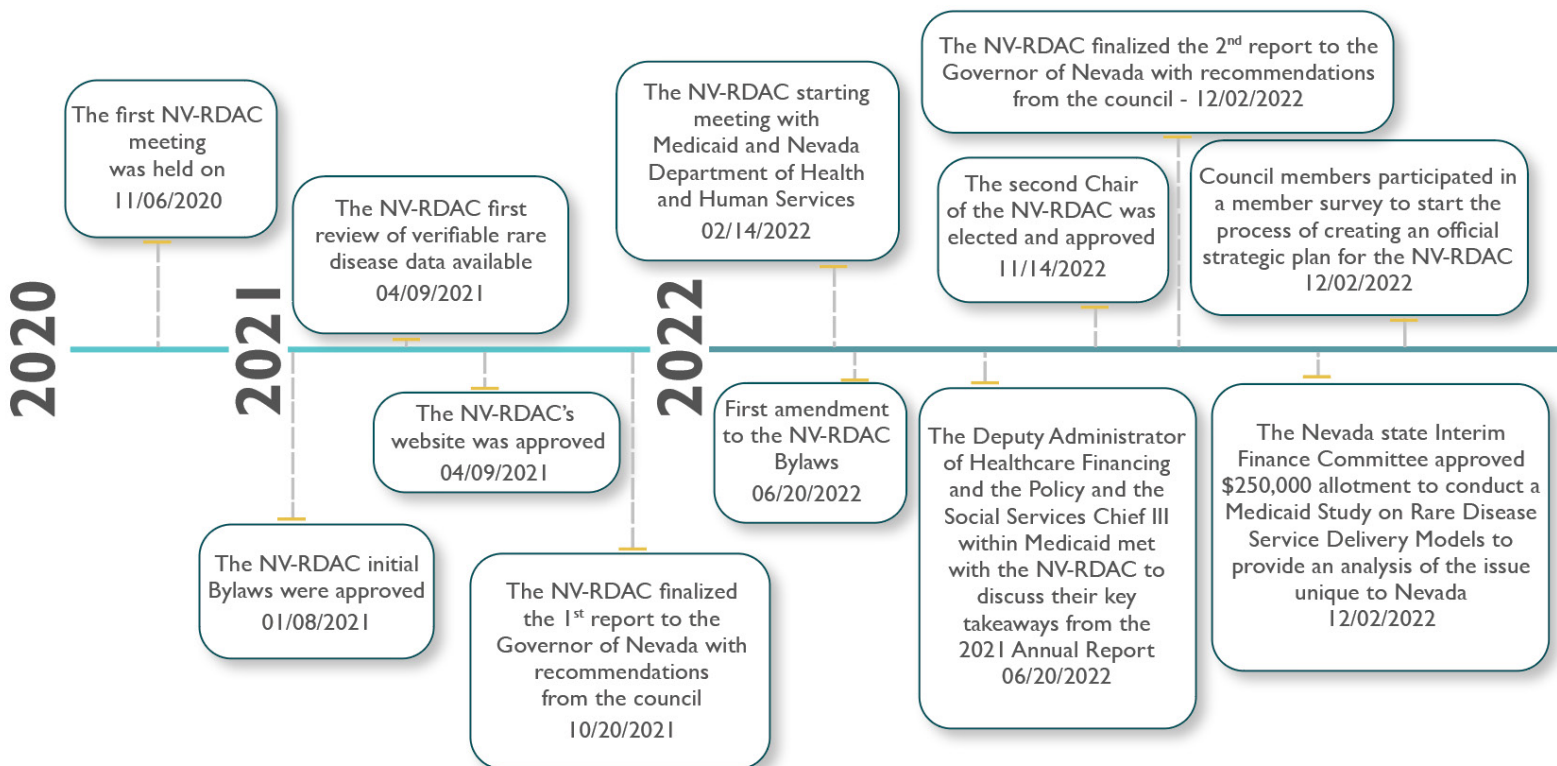 2020
The first NV-RDAC
meeting
was held on
11/06/2020
2021
The NV-RDAC initial
Bylaws were approved
01/08/2021
The NV-RDAC first
review of verifiable rare
disease data available
04/09/2021
The NV-RDAC's
website was approved
04/09/2021
The NV-RDAC finalized
the 1st report to the
Governor of Nevada with
recommendations
from the council
10/20/2021
2022
The NV-RDAC starting
meeting with
Medicaid and Nevada
Department of Health
and Human Services
02/14/2022
First amendment
to the NV-RDAC
Bylaws
06/20/2022
The Deputy Administrator
of Healthcare Financing
and the Policy and the
Social Services Chief III
within Medicaid met
with the NV-RDAC to
discuss their key
takeaways from the
2021 Annual Report
06/20/2022
The second Chair
of the NV-RDAC was
elected and approved
11/14/2022
The NV-RDAC finalized the 2nd report to the
Governor of Nevada with recommendations
from the council - 12/02/2022
The Nevada state Interim
Finance Committee approved
$250,000 allotment to conduct a
Medicaid Study on Rare Disease
Service Delivery Models to
provide an analysis of the issue
unique to Nevada
12/02/2022
Council members participated in
a member survey to start the
process of creating an official
strategic plan for the NV-RDAC
12/02/2022